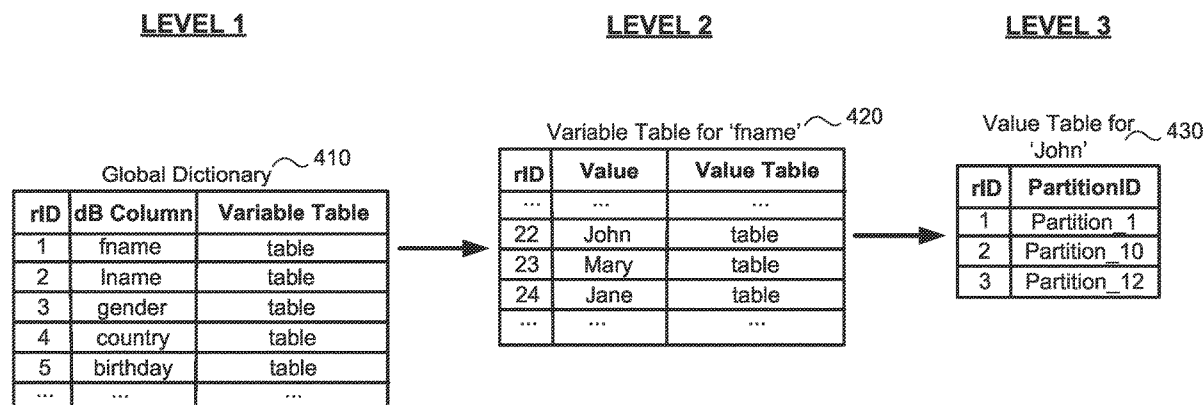 LEVEL 1
LEVEL 2
LEVEL 3
Global Dictionary 410
rID dB Column Variable Table
1 fname table
2 lname table
3 gender table
4 country table
5 birthday table
... ... ...
Variable Table for 'fname' 420
rID Value Value Table
... ... ...
22 John table
23 Mary table
24 Jane table
... ... ...
Value Table for 430
'John'
rID PartitionID
1 Partition_1
2 Partition_10
3 Partition_12